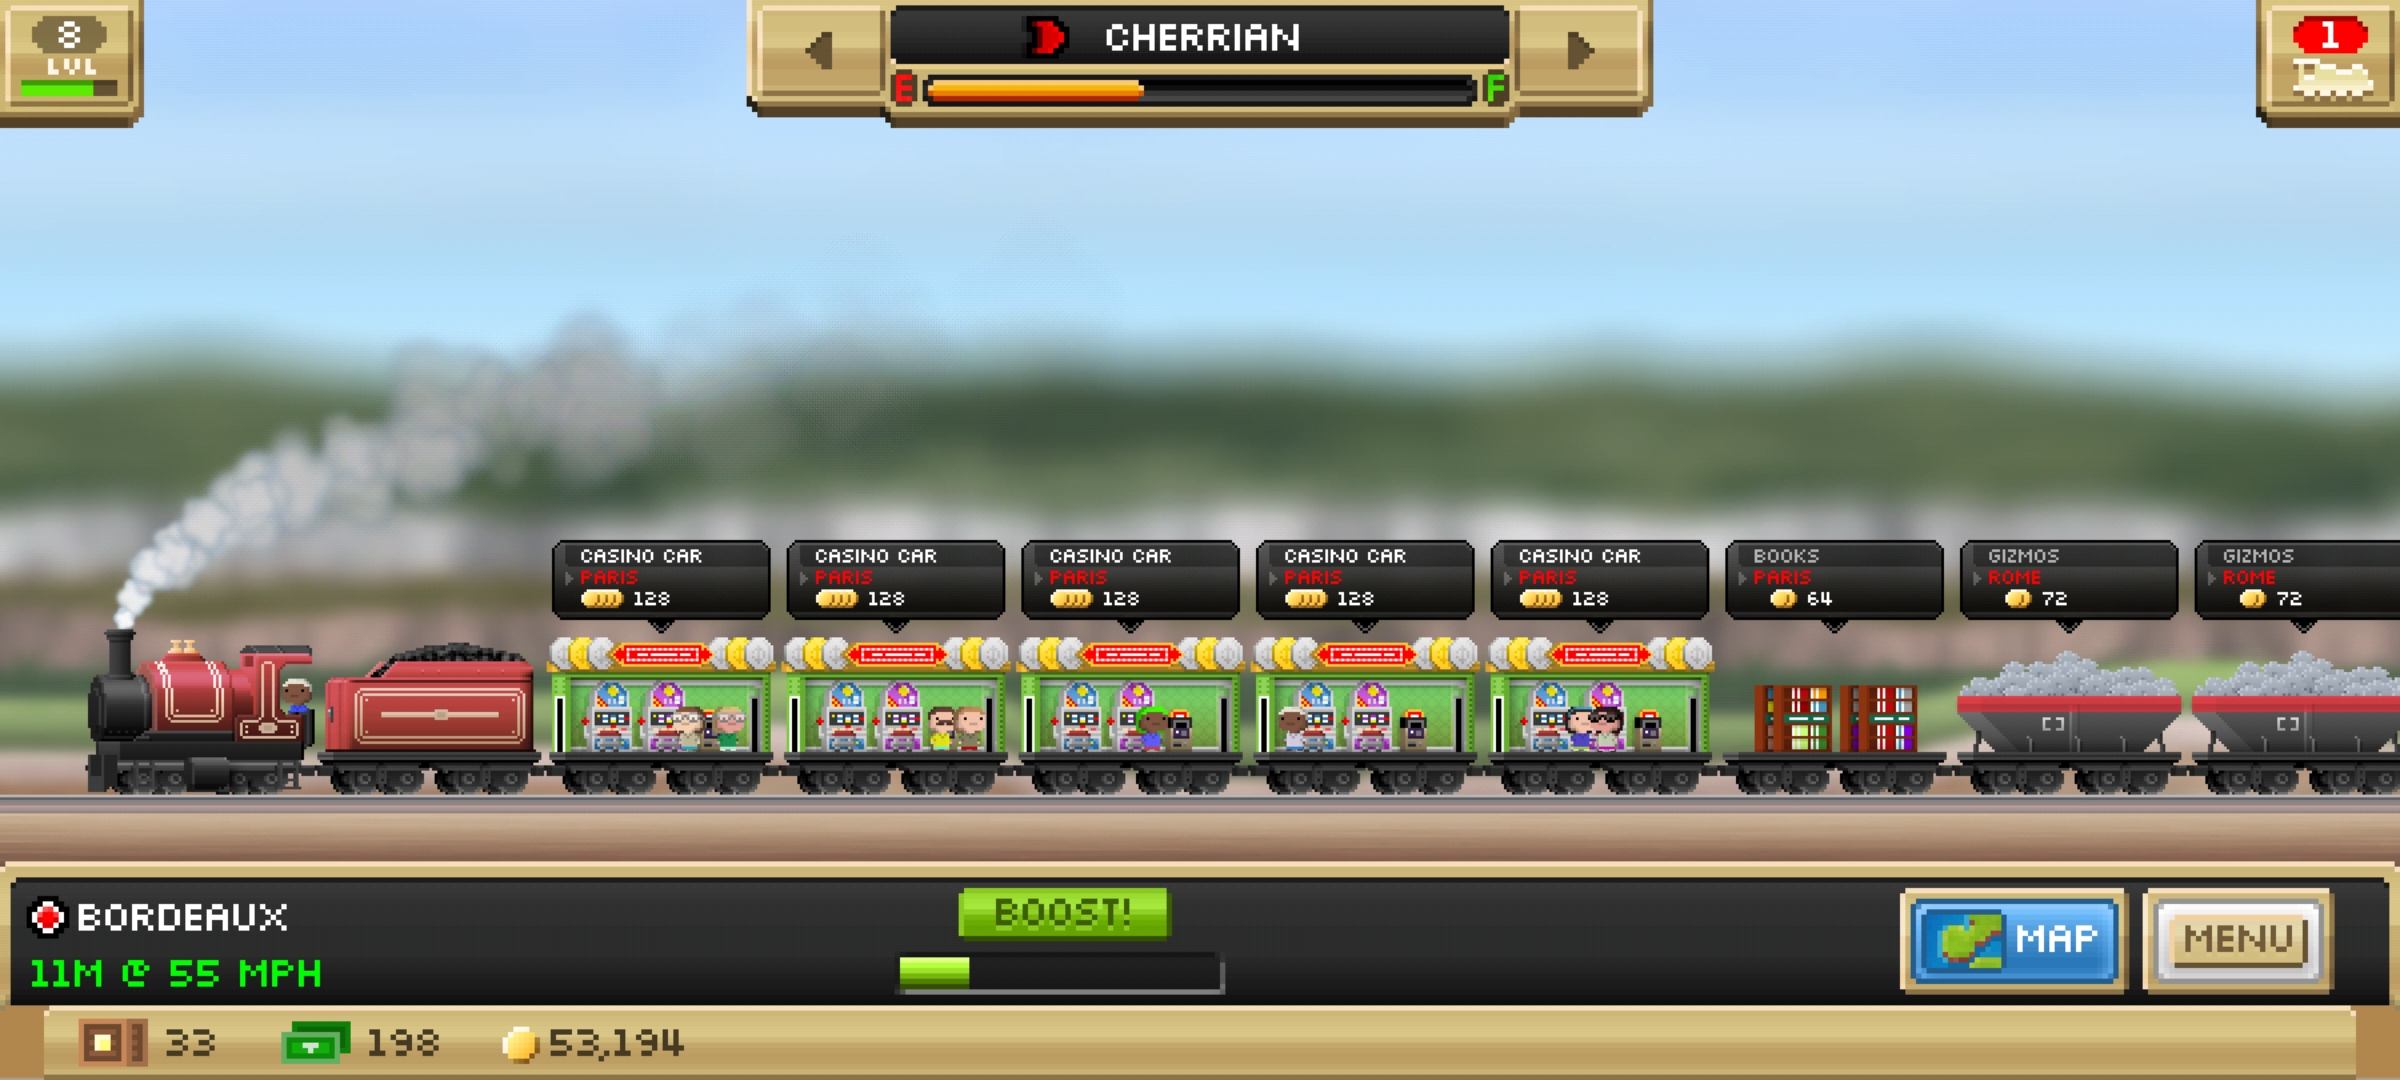 8
LVL
CHERRIAN
E F
1
CASINO CAR
PARIS
128
CASINO CAR
PARIS
128
CASINO CAR
PARIS
128
CASINO CAR
PARIS
128
CASINO CAR
PARIS
128
BOOKS
PARIS
64
GIZMOS
ROME
72
GIZMOS
ROME
72
BORDEAUX
11M @ 55 MPH
BOOST!
MAP
MENU
33
198
53,194